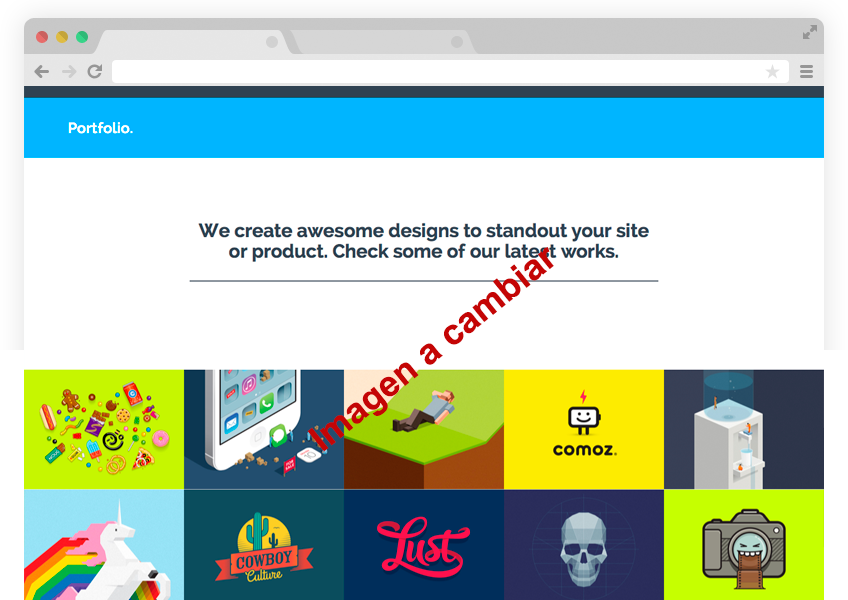 Portfolio.
We create awesome designs to standout your site
or product. Check some of our latest works.
Imagen a cambiar
comoz.
COWBOY
Culture
Lust